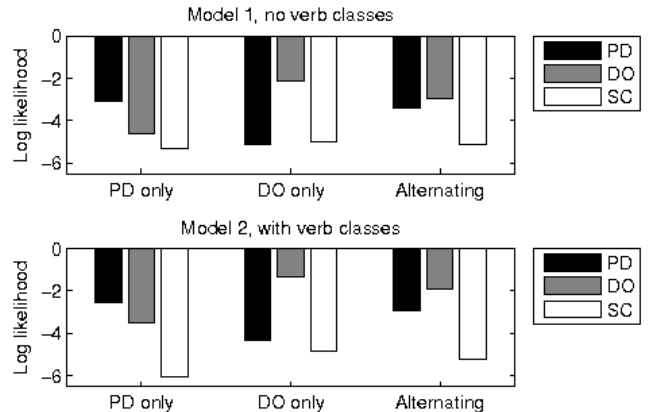 Model 1, no verb classes
Log likelihood
0
−2
−4
−6
PD only
DO only
Alternating
PD
DO
SC
Model 2, with verb classes
Log likelihood
0
−2
−4
−6
PD only
DO only
Alternating
PD
DO
SC